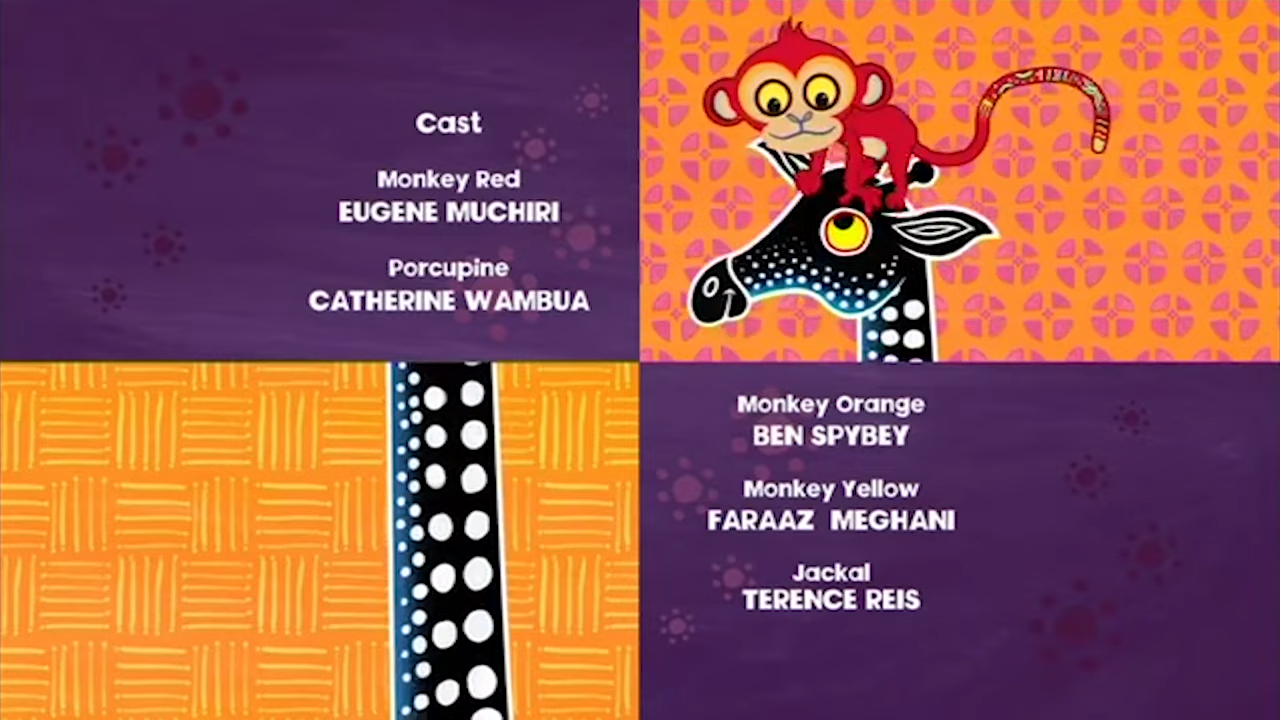 Cast
Monkey Red
EUGENE MUCHIRI
Porcupine
CATHERINE WAMBUA
Monkey Orange
BEN SPYBEY
Monkey Yellow
FARAAZ MEGHANI
Jackal
TERENCE REIS